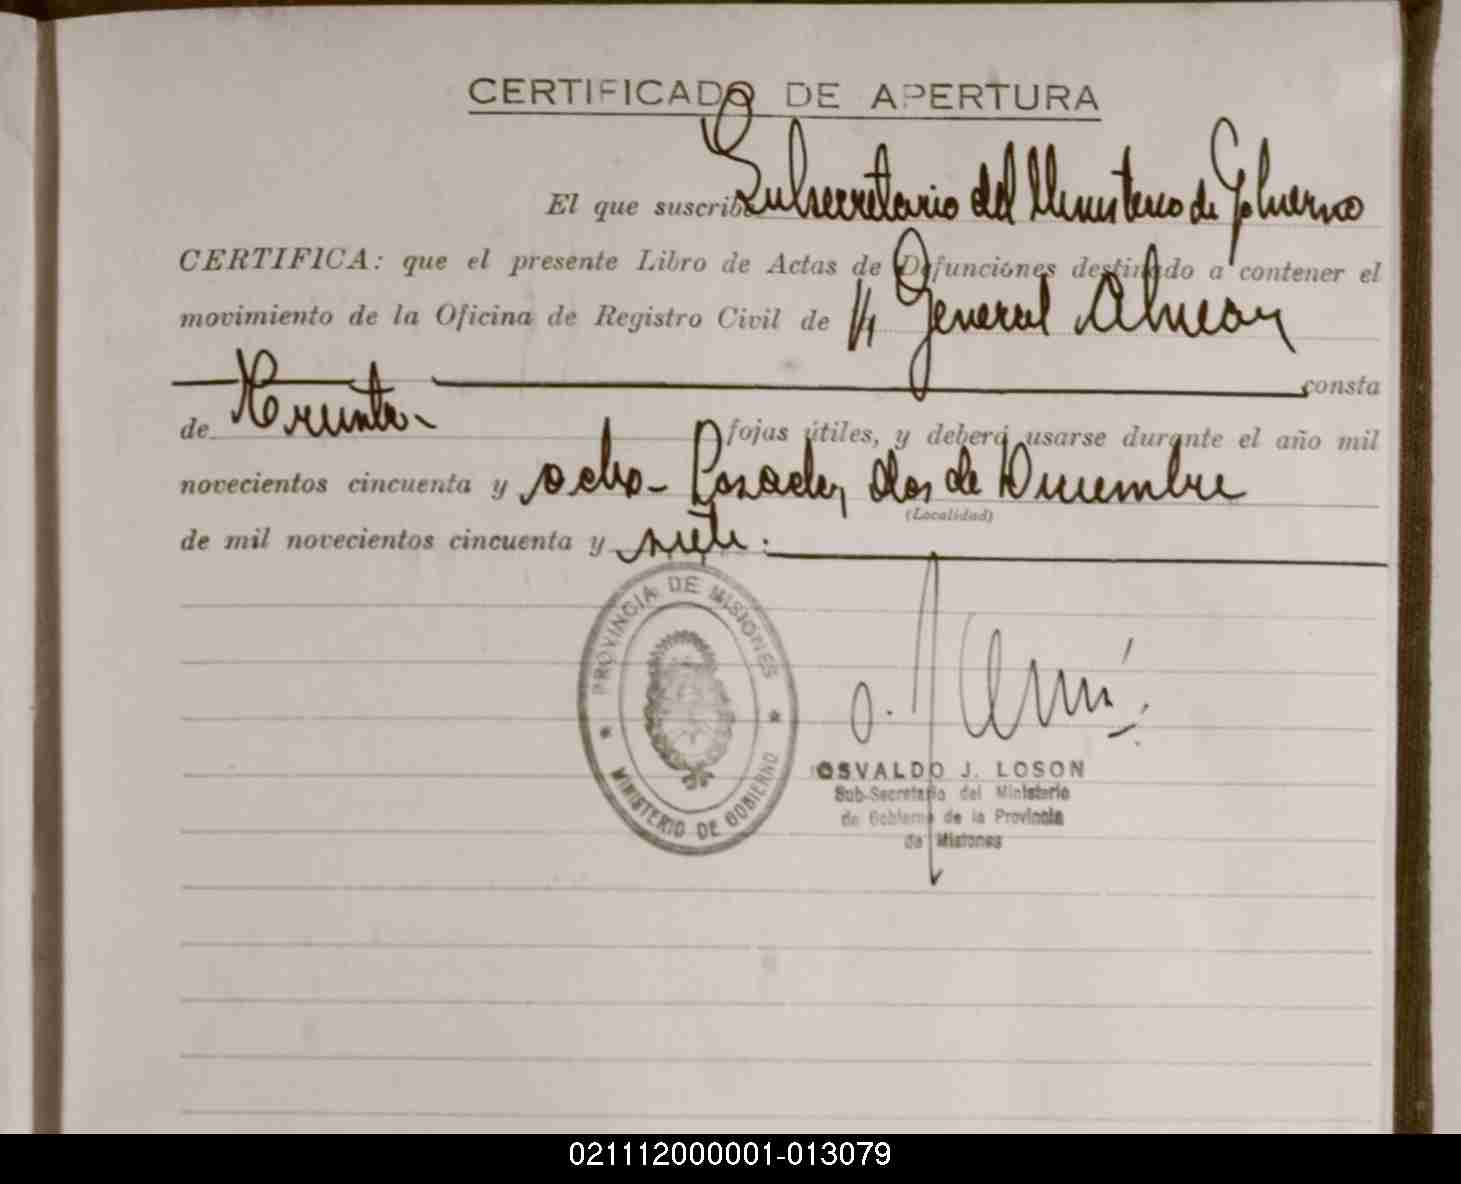 CERTIFICADO DE APERTURA
El que suscribe Subsecretario del Ministerio de Gobierno
CERTIFICA: que el presente Libro de Actas de Defunciones destinado a contener el
movimiento de la Oficina de Registro Civil de General Alvear
consta
de Treinta- fojas útiles, y deberá usarse durante el año mil
novecientos cincuenta y ocho- Posadas, dos de Diciembre
(Localidad)
de mil novecientos cincuenta y siete.
PROVINCIA DE MISIONES
MINISTERIO DE GOBIERNO
OSVALDO J. LOSON
Sub-Secretario del Ministerio
de Gobierno de la Provincia
de Misiones
021112000001-013079